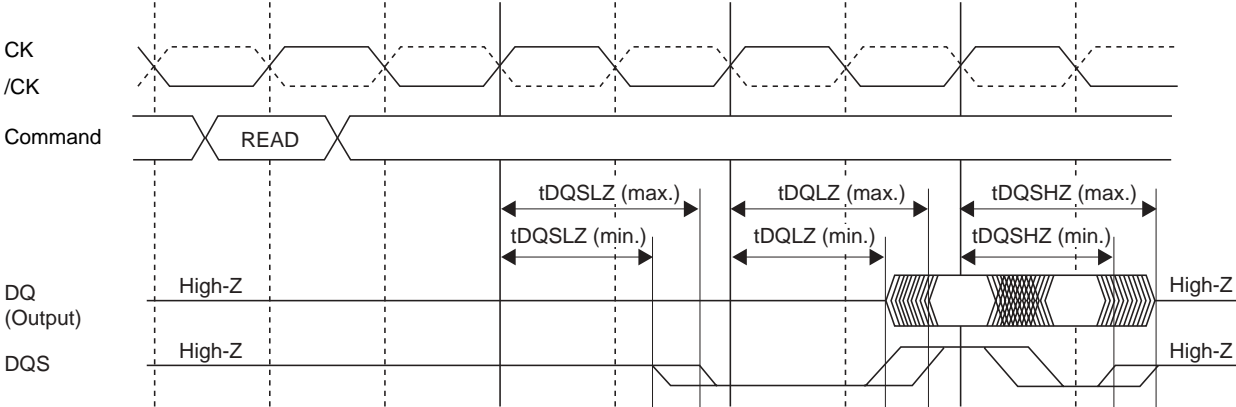 CK
/CK
Command
READ
tDQSLZ (max.)
tDQLZ (max.)
tDQSHZ (max.)
tDQSLZ (min.)
tDQLZ (min.)
tDQSHZ (min.)
DQ
(Output)
High-Z
High-Z
DQS
High-Z
High-Z